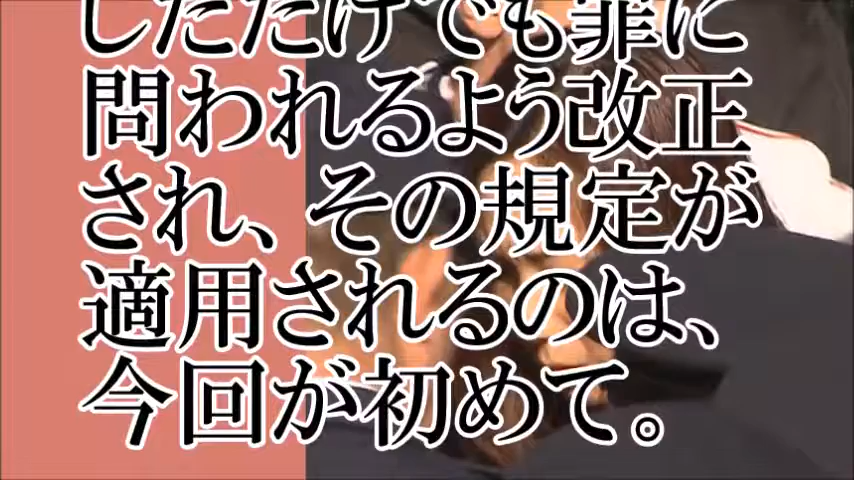 しただけでも罪に
問われるよう改正
され、その規定が
適用されるのは、
今回が初めて。